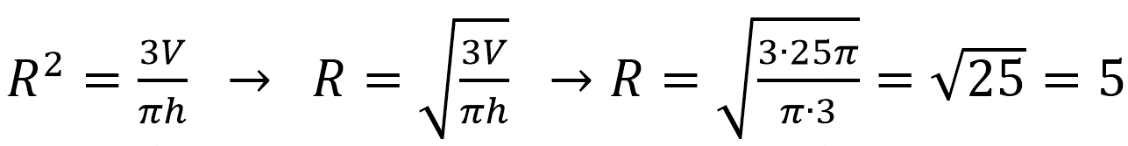 R² = 3V/πh → R = √(3V/πh) → R = √(3·25π/π·3) = √25 = 5